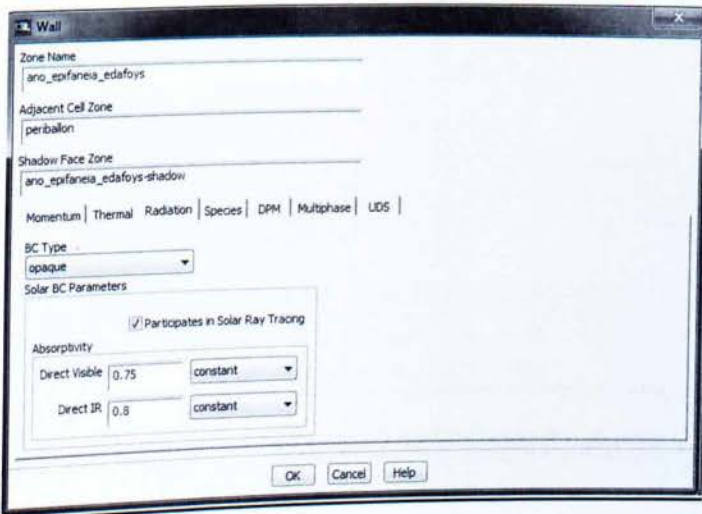 Wall
Zone Name
ano_epifaneia_edafoys
Adjacent Cell Zone
periballon
Shadow Face Zone
ano_epifaneia_edafoys-shadow
Momentum Thermal Radiation Species DPM Multiphase UDS
BC Type
opaque
Solar BC Parameters
Participates in Solar Ray Tracing
Absorptivity
Direct Visible 0.75 constant
Direct IR 0.8 constant
OK Cancel Help